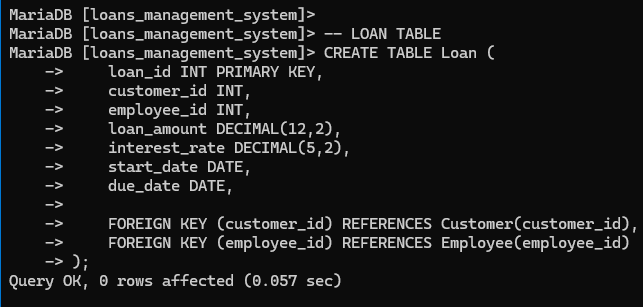 MariaDB [loans_management_system]>
MariaDB [loans_management_system]> -- LOAN TABLE
MariaDB [loans_management_system]> CREATE TABLE Loan (
    ->     loan_id INT PRIMARY KEY,
    ->     customer_id INT,
    ->     employee_id INT,
    ->     loan_amount DECIMAL(12,2),
    ->     interest_rate DECIMAL(5,2),
    ->     start_date DATE,
    ->     due_date DATE,
    ->
    ->     FOREIGN KEY (customer_id) REFERENCES Customer(customer_id),
    ->     FOREIGN KEY (employee_id) REFERENCES Employee(employee_id)
    -> );
Query OK, 0 rows affected (0.057 sec)